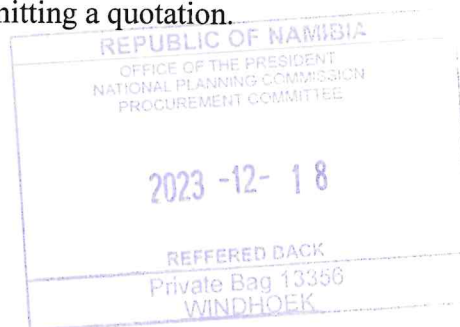 mitting a quotation.
REPUBLIC OF NAMIBIA
OFFICE OF THE PRESIDENT
NATIONAL PLANNING COMMISSION
PROCUREMENT COMMITTEE
2023 -12- 18
REFFERED BACK
Private Bag 13356
WINDHOEK